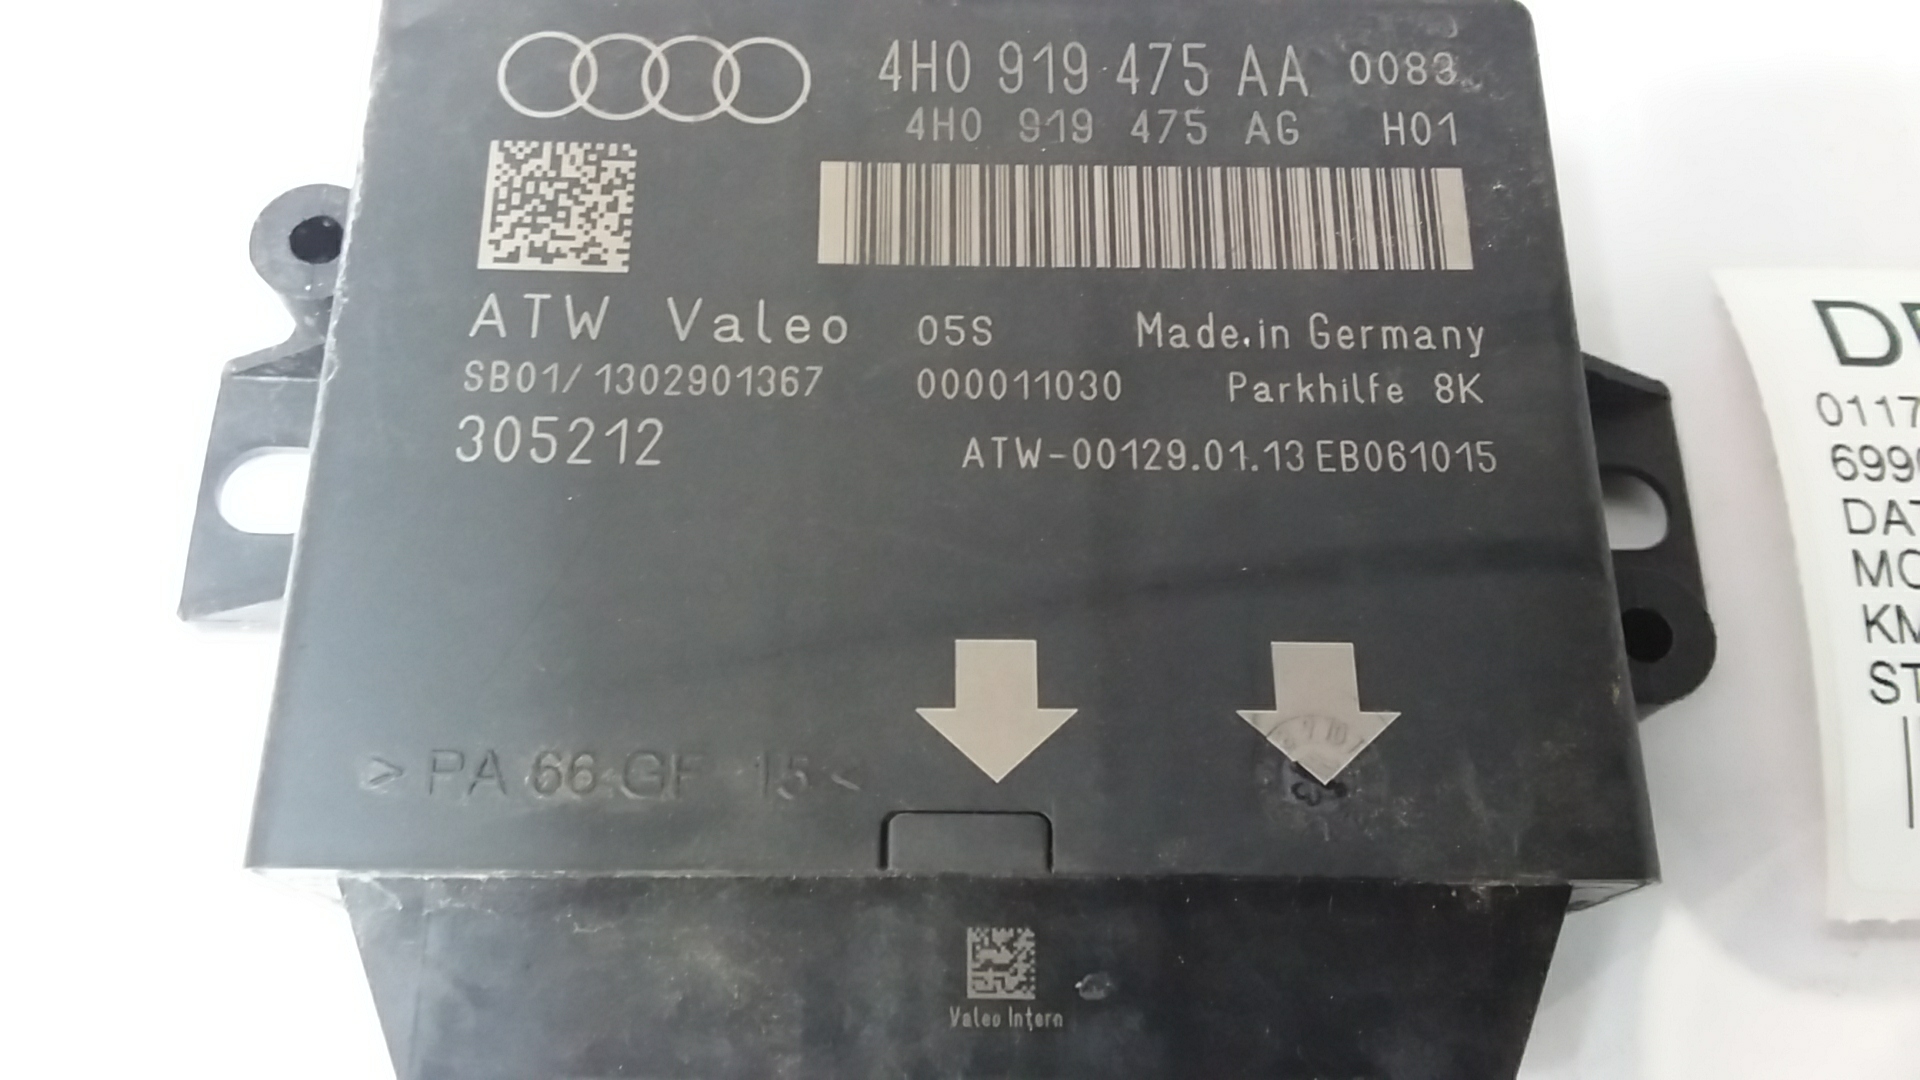 4H0 919 475 AA 0083
4H0 919 475 AG H01
ATW Valeo 05S Made in Germany
SB01/1302901367 000011030 Parkhilfe 8K
305212 ATW-00129.01.13 EB061015
> PA 66 GF 15 <
Valeo Intern
0117
699
DAT
MO
KM
ST